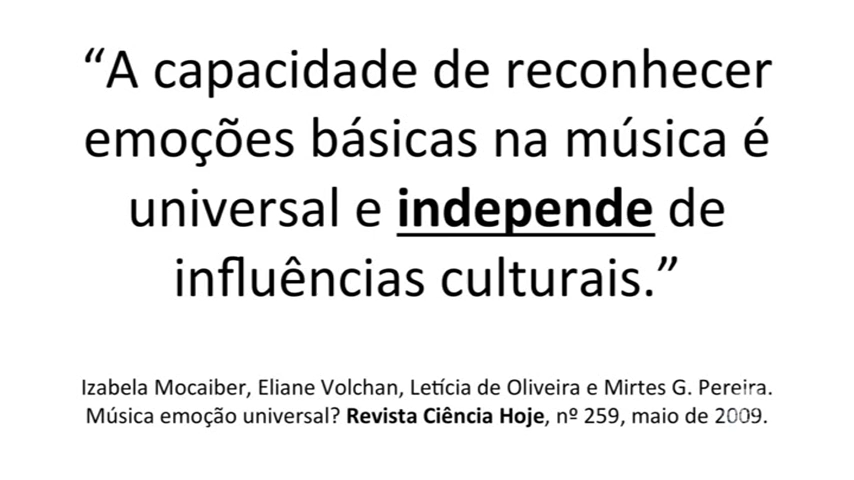 “A capacidade de reconhecer
emoções básicas na música é
universal e independe de
influências culturais.”
Izabela Mocaiber, Eliane Volchan, Letícia de Oliveira e Mirtes G. Pereira.
Música emoção universal? Revista Ciência Hoje, nº 259, maio de 2009.